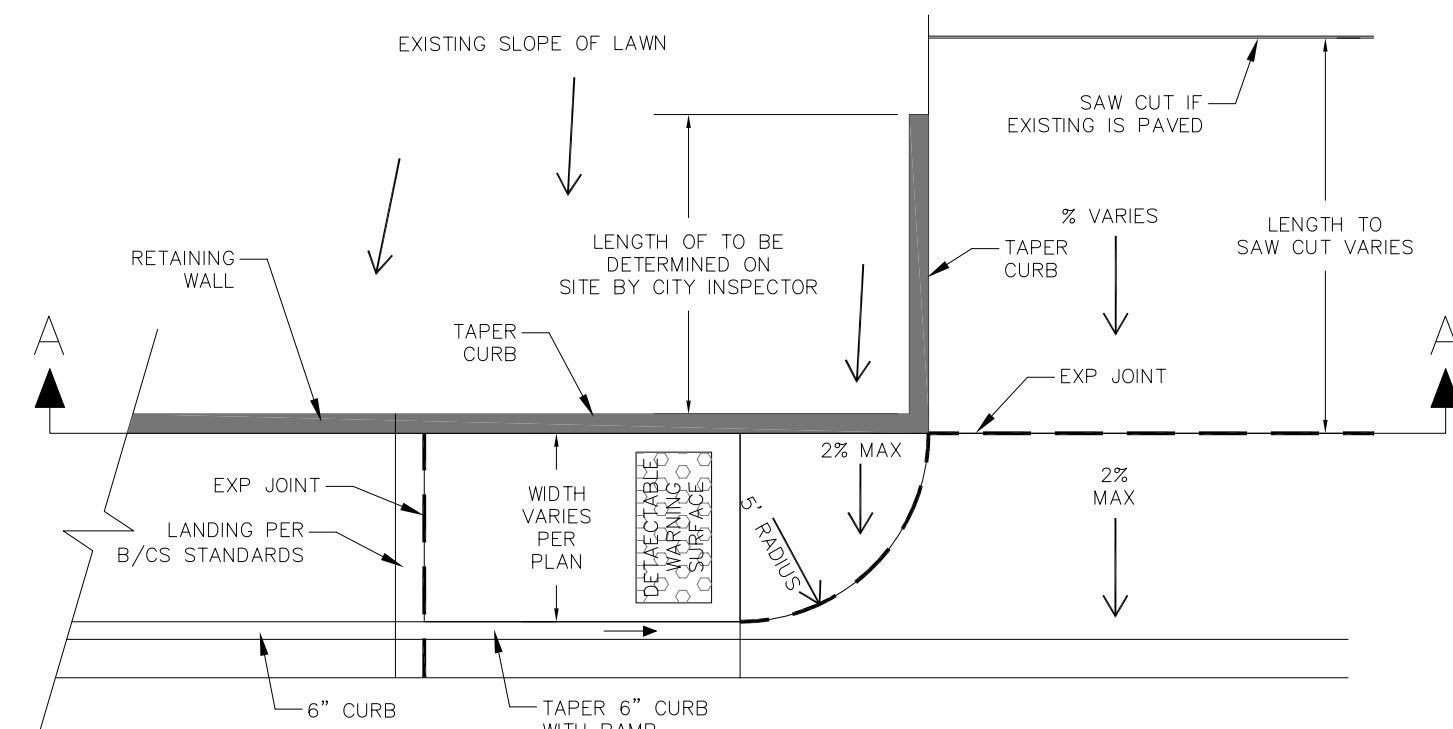 EXISTING SLOPE OF LAWN
SAW CUT IF
EXISTING IS PAVED
% VARIES
LENGTH TO
SAW CUT VARIES
LENGTH OF TO BE
DETERMINED ON
SITE BY CITY INSPECTOR
TAPER
CURB
RETAINING
WALL
TAPER
CURB
A
A
EXP JOINT
2% MAX
2%
MAX
EXP JOINT
WIDTH
VARIES
PER
PLAN
DETAECTABLE
WARNING
SURFACE
5' RADIUS
LANDING PER
B/CS STANDARDS
6" CURB
TAPER 6" CURB
WITH RAMP